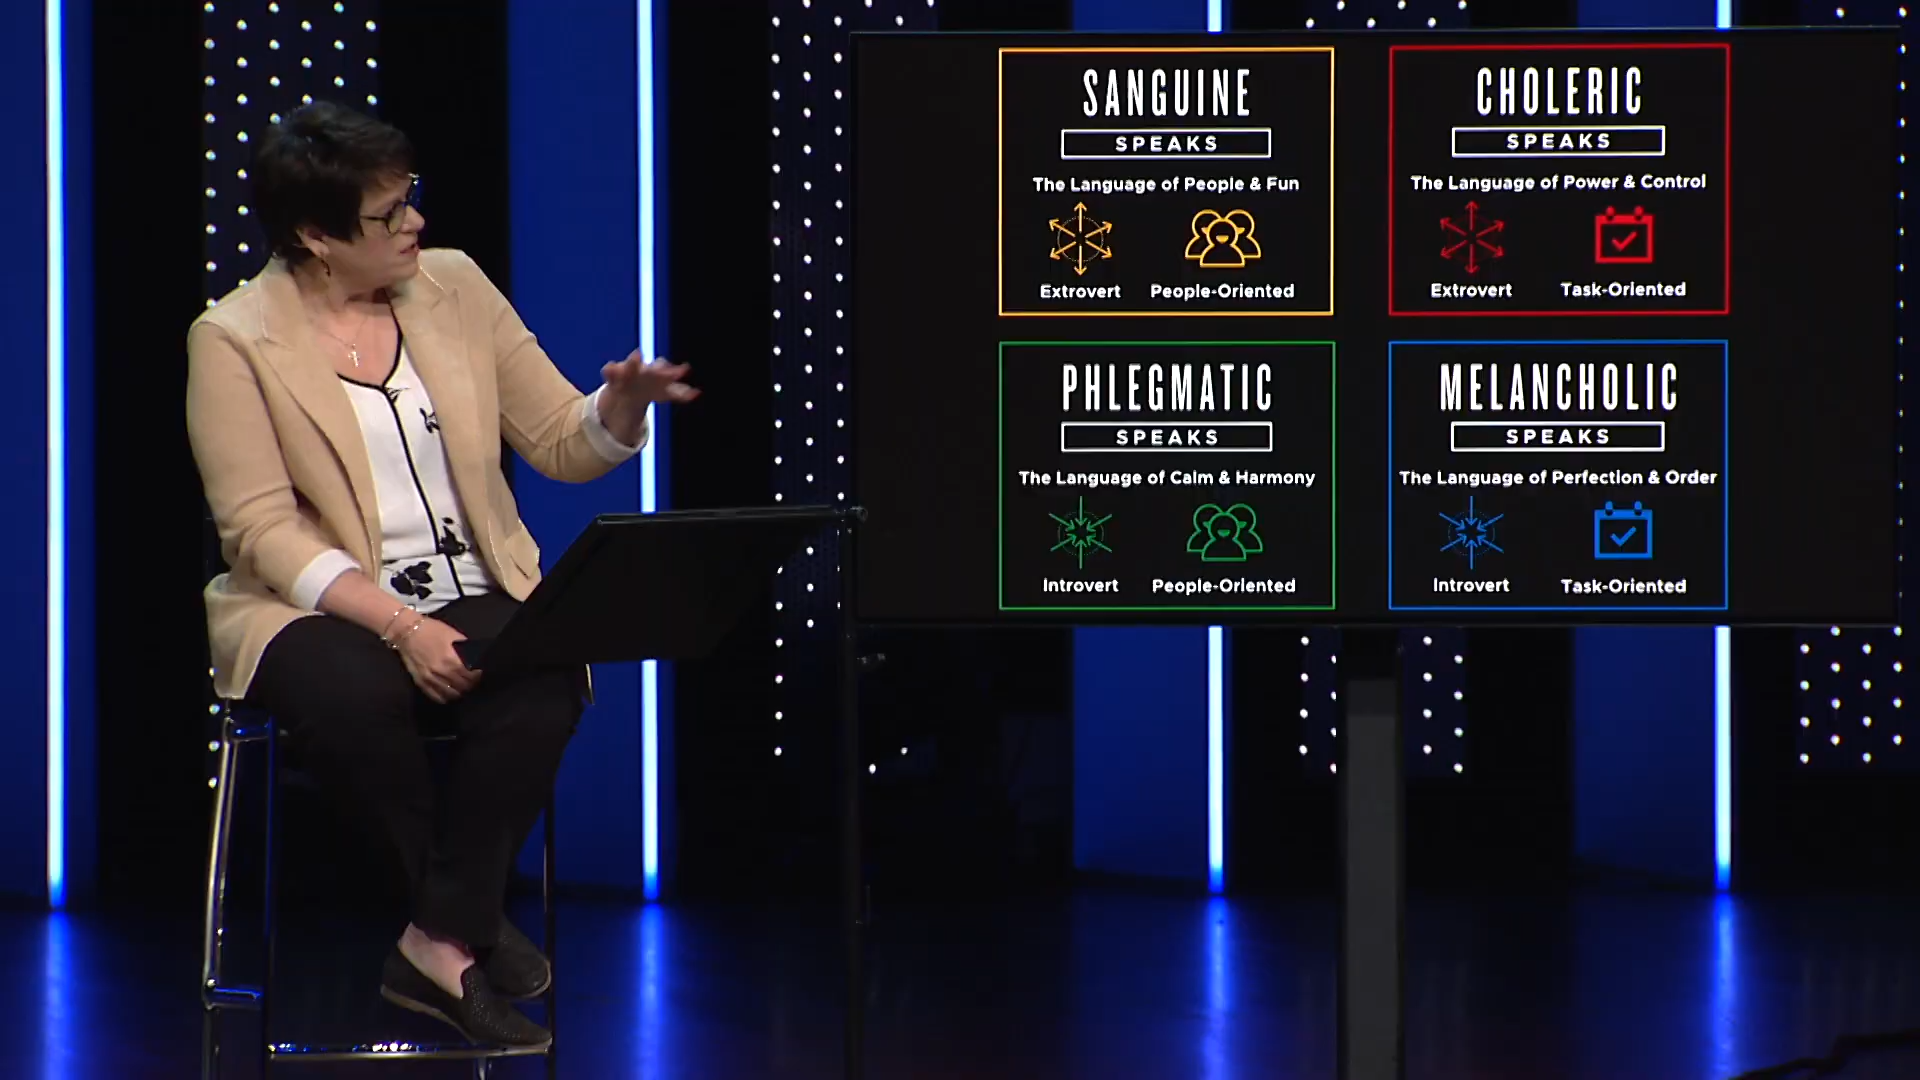 SANGUINE
SPEAKS
The Language of People & Fun
Extrovert People-Oriented
CHOLERIC
SPEAKS
The Language of Power & Control
Extrovert Task-Oriented
PHLEGMATIC
SPEAKS
The Language of Calm & Harmony
Introvert People-Oriented
MELANCHOLIC
SPEAKS
The Language of Perfection & Order
Introvert Task-Oriented